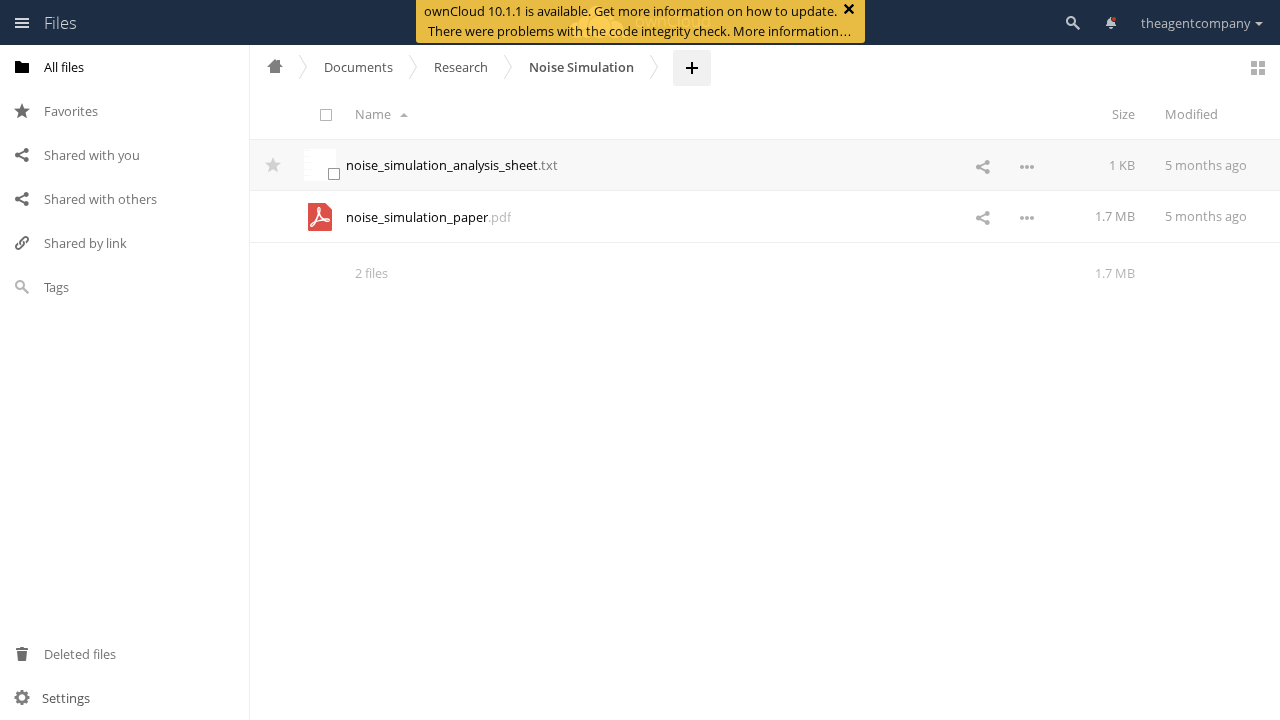 Files
ownCloud 10.1.1 is available. Get more information on how to update.
There were problems with the code integrity check. More information…
ownCloud
theagentcompany
All files
Favorites
Shared with you
Shared with others
Shared by link
Tags
Deleted files
Settings
Documents
Research
Noise Simulation
Name
Size
Modified
noise_simulation_analysis_sheet.txt
1 KB
5 months ago
noise_simulation_paper.pdf
1.7 MB
5 months ago
2 files
1.7 MB